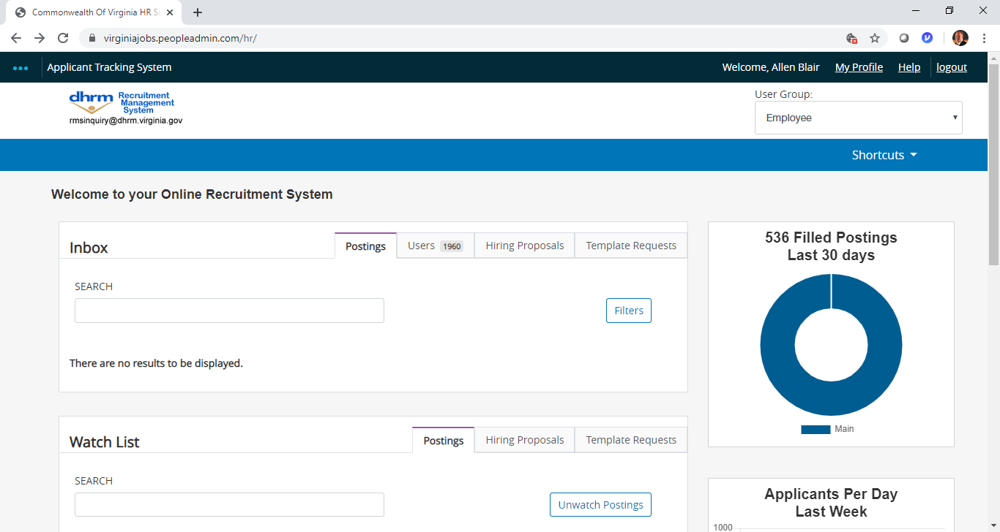 Commonwealth Of Virginia HR S
virginiajobs.peopleadmin.com/hr/
Applicant Tracking System
Welcome, Allen Blair
My Profile
Help
logout
dhrm Recruitment
Management
System
rmsinquiry@dhrm.virginia.gov
User Group:
Employee
Shortcuts
Welcome to your Online Recruitment System
Inbox
Postings
Users 1960
Hiring Proposals
Template Requests
SEARCH
Filters
There are no results to be displayed.
536 Filled Postings
Last 30 days
Main
Watch List
Postings
Hiring Proposals
Template Requests
SEARCH
Unwatch Postings
Applicants Per Day
Last Week
1000